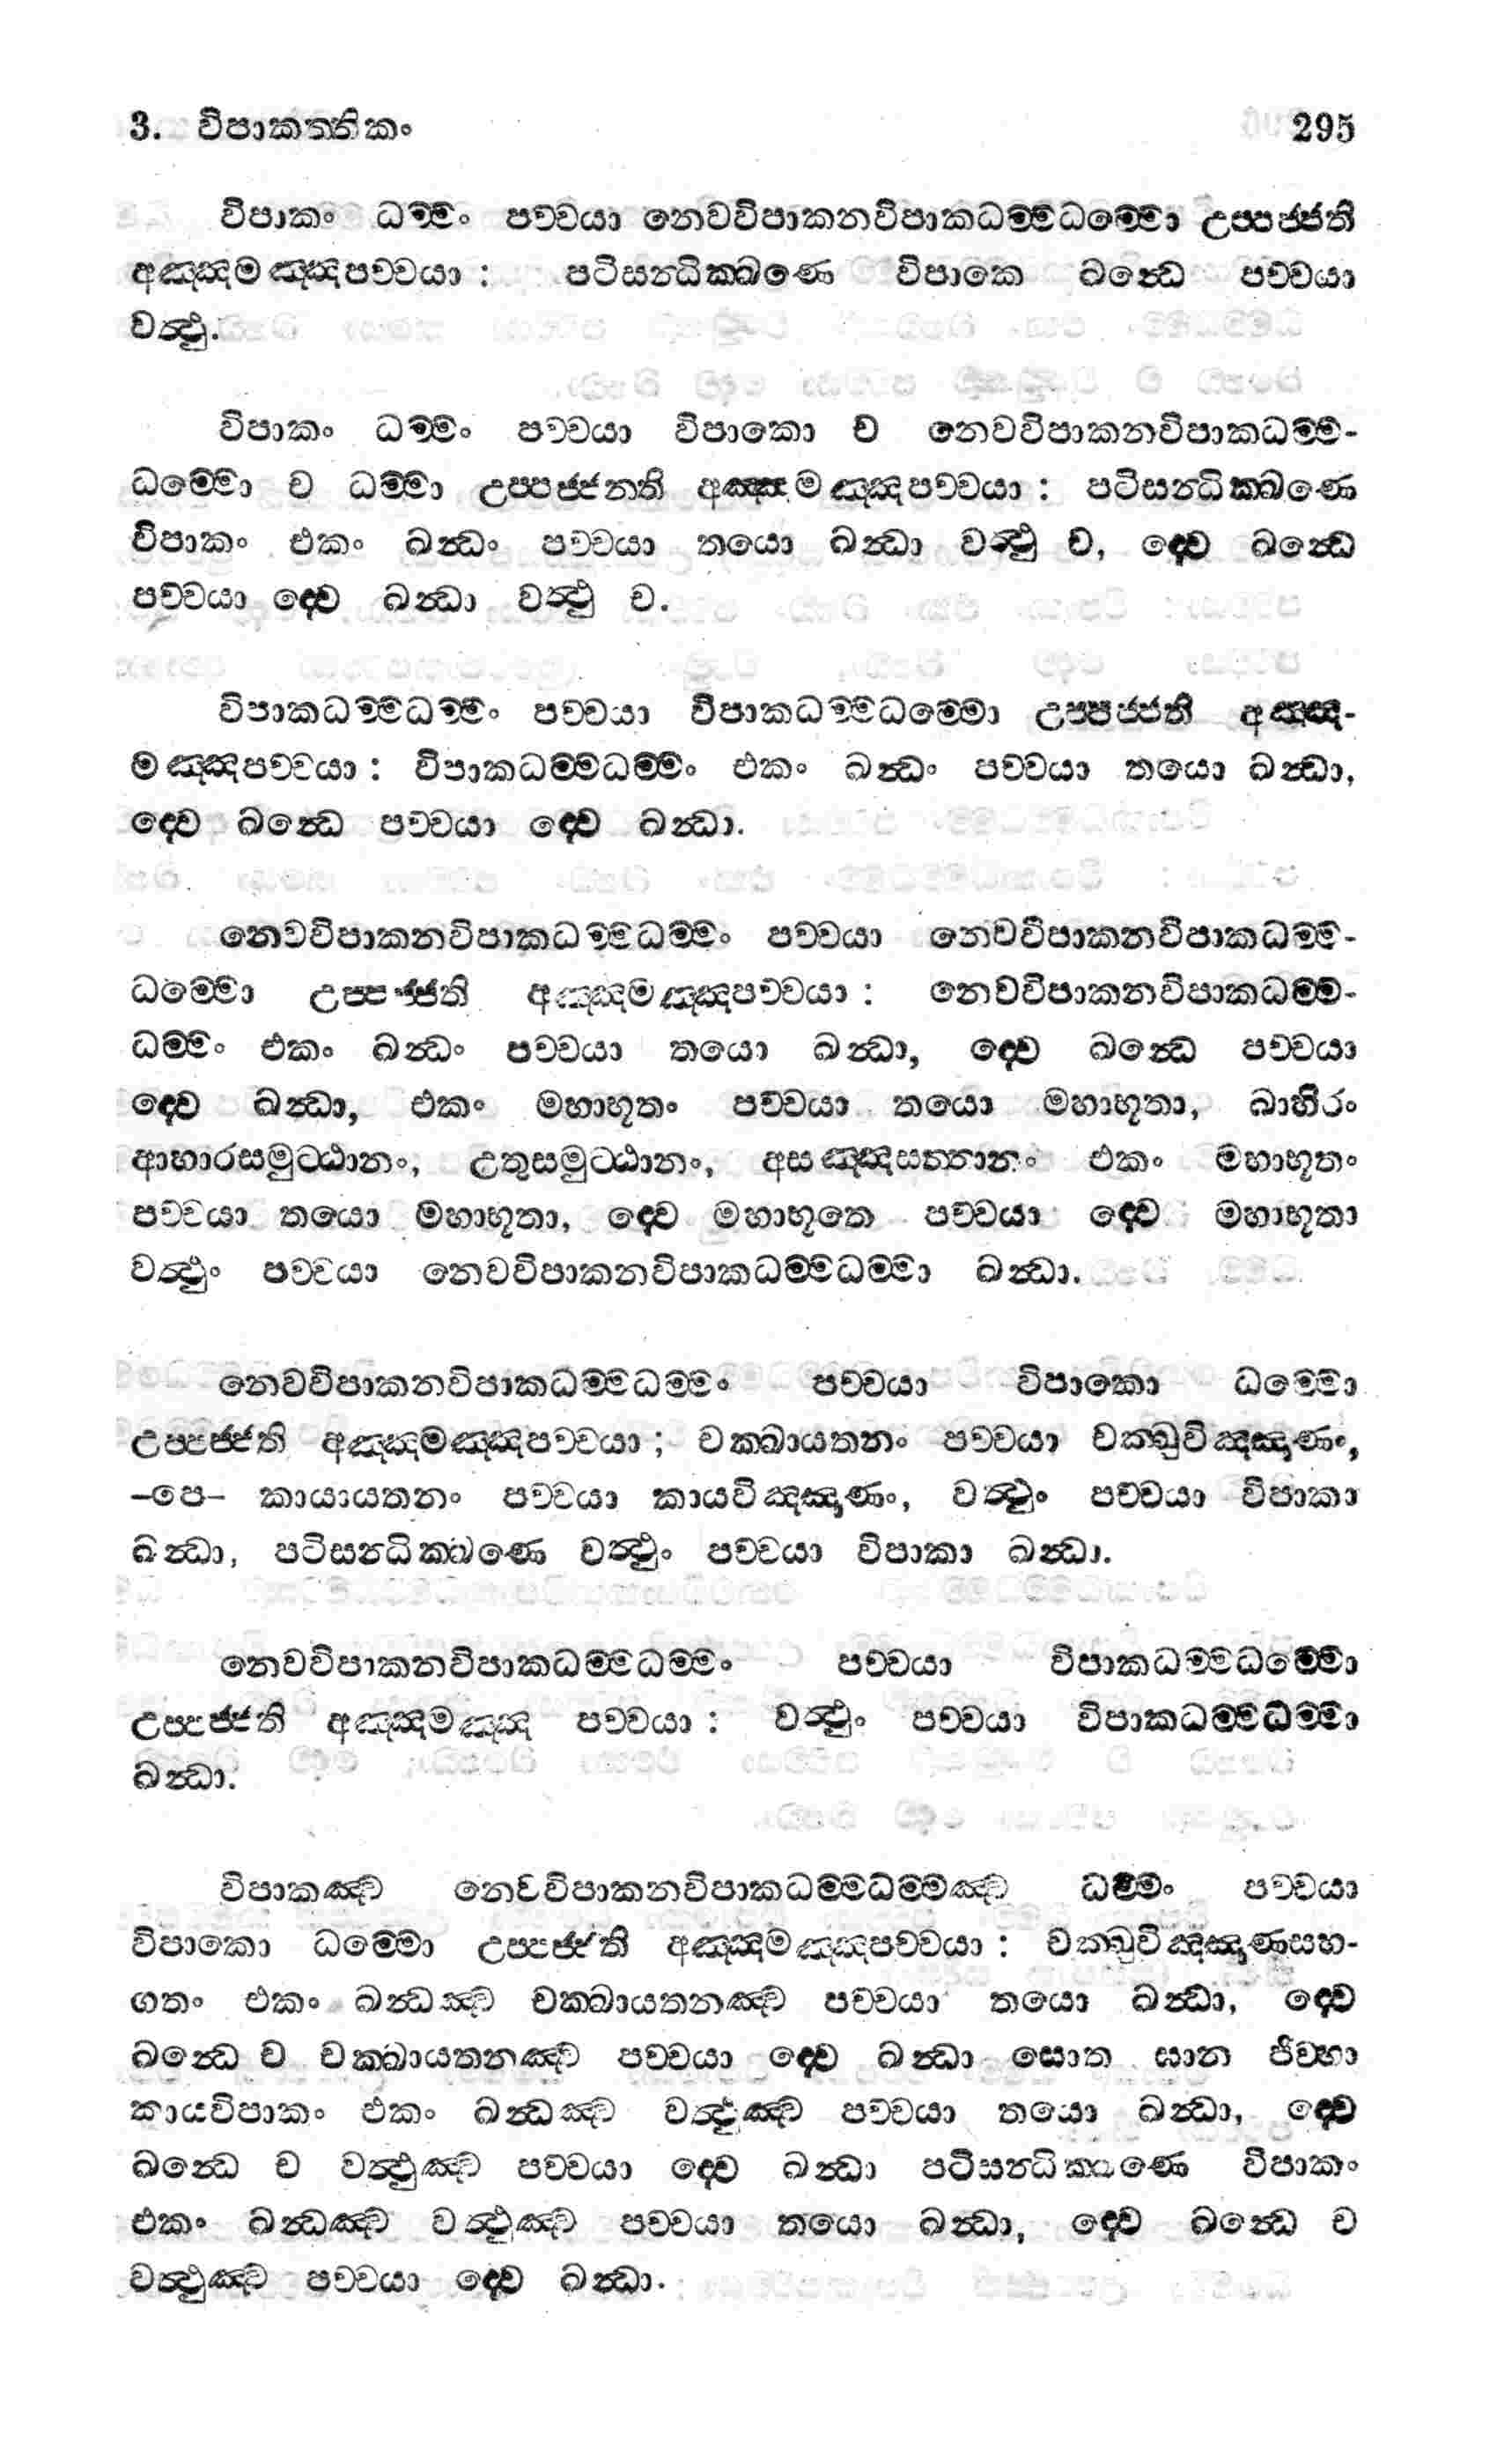 3. විපාකත්තිකං 295
විපාකං ධම්මං පච්චයා නෙවවිපාකනවිපාකධම්මධම්මො උප්පජ්ජති
අඤ්ඤමඤ්ඤපච්චයා : පටිසන්ධික්ඛණෙ විපාකෙ ඛන්ධෙ පච්චයා
වත්ථු.
විපාකං ධම්මං පච්චයා විපාකො ච නෙවවිපාකනවිපාකධම්ම-
ධම්මො ච ධම්මා උප්පජ්ජනති අඤ්ඤමඤ්ඤපච්චයා : පටිසන්ධික්ඛණෙ
විපාකං එකං ඛන්ධං පච්චයා තයො ඛන්ධා වත්ථු ච, ද්වෙ ඛන්ධෙ
පච්චයා ද්වෙ ඛන්ධා වත්ථු ච.
විපාකධම්මධම්මං පච්චයා විපාකධම්මධම්මො උප්පජ්ජති අඤ්ඤ-
මඤ්ඤපච්චයා : විපාකධම්මධම්මං එකං ඛන්ධං පච්චයා තයො ඛන්ධා,
ද්වෙ ඛන්ධෙ පච්චයා ද්වෙ ඛන්ධා.
නෙවවිපාකනවිපාකධම්මධම්මං පච්චයා නෙවවිපාකනවිපාකධම්ම-
ධම්මො උප්පජ්ජති අඤ්ඤමඤ්ඤපච්චයා : නෙවවිපාකනවිපාකධම්ම-
ධම්මං එකං ඛන්ධං පච්චයා තයො ඛන්ධා, ද්වෙ ඛන්ධෙ පච්චයා
ද්වෙ ඛන්ධා, එකං මහාභූතං පච්චයා තයො මහාභූතා, බාහිරං
ආහාරසමුට්ඨානං, උතුසමුට්ඨානං, අසඤ්ඤසත්තානං එකං මහාභූතං
පච්චයා තයො මහාභූතා, ද්වෙ මහාභූතෙ පච්චයා ද්වෙ මහාභූතා
වත්ථුං පච්චයා නෙවවිපාකනවිපාකධම්මධම්මා ඛන්ධා.
නෙවවිපාකනවිපාකධම්මධම්මං පච්චයා විපාකො ධම්මො
උප්පජ්ජති අඤ්ඤමඤ්ඤපච්චයා ; චක්ඛායතනං පච්චයා චක්ඛුවිඤ්ඤාණං,
–පෙ– කායායතනං පච්චයා කායවිඤ්ඤාණං, වත්ථුං පච්චයා විපාකා
ඛන්ධා, පටිසන්ධික්ඛණෙ වත්ථුං පච්චයා විපාකා ඛන්ධා.
නෙවවිපාකනවිපාකධම්මධම්මං පච්චයා විපාකධම්මධම්මො
උප්පජ්ජති අඤ්ඤමඤ්ඤ පච්චයා : වත්ථුං පච්චයා විපාකධම්මධම්මා
ඛන්ධා.
විපාකඤ්ච නෙවවිපාකනවිපාකධම්මධම්මඤ්ච ධම්මං පච්චයා
විපාකො ධම්මො උප්පජ්ජති අඤ්ඤමඤ්ඤපච්චයා : චක්ඛුවිඤ්ඤාණසහ-
ගතං එකං ඛන්ධඤ්ච චක්ඛායතනඤ්ච පච්චයා තයො ඛන්ධා, ද්වෙ
ඛන්ධෙ ච චක්ඛායතනඤ්ච පච්චයා ද්වෙ ඛන්ධා සොත ඝාන ජිව්හා
කායවිපාකං එකං ඛන්ධඤ්ච වත්ථුඤ්ච පච්චයා තයො ඛන්ධා, ද්වෙ
ඛන්ධෙ ච වත්ථුඤ්ච පච්චයා ද්වෙ ඛන්ධා පටිසන්ධික්ඛණෙ විපාකං
එකං ඛන්ධඤ්ච වත්ථුඤ්ච පච්චයා තයො ඛන්ධා, ද්වෙ ඛන්ධෙ ච
වත්ථුඤ්ච පච්චයා ද්වෙ ඛන්ධා.